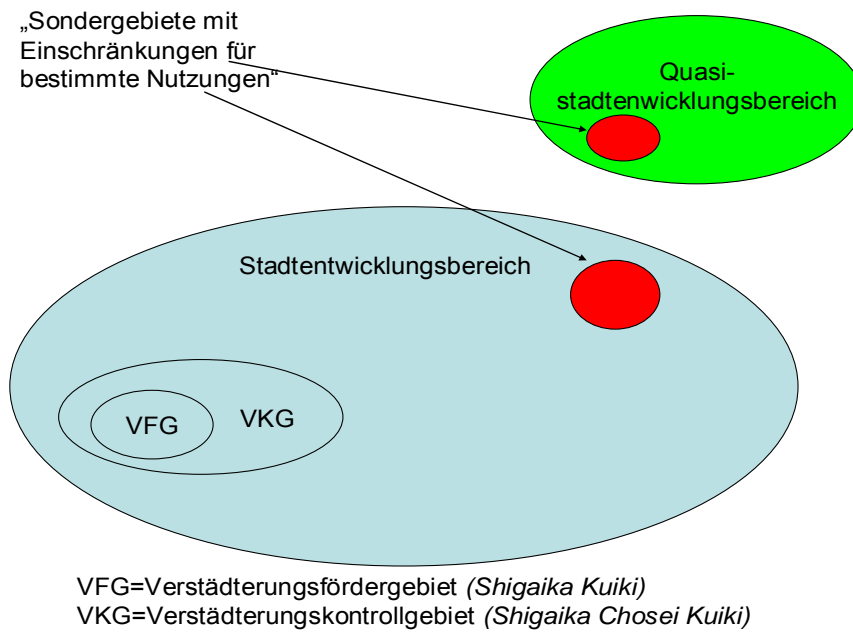 „Sondergebiete mit
Einschränkungen für
bestimmte Nutzungen“
Quasi-
stadtenwicklungsbereich
Stadtentwicklungsbereich
VFG
VKG
VFG=Verstädterungsfördergebiet (Shigaika Kuiki)
VKG=Verstädterungskontrollgebiet (Shigaika Chosei Kuiki)